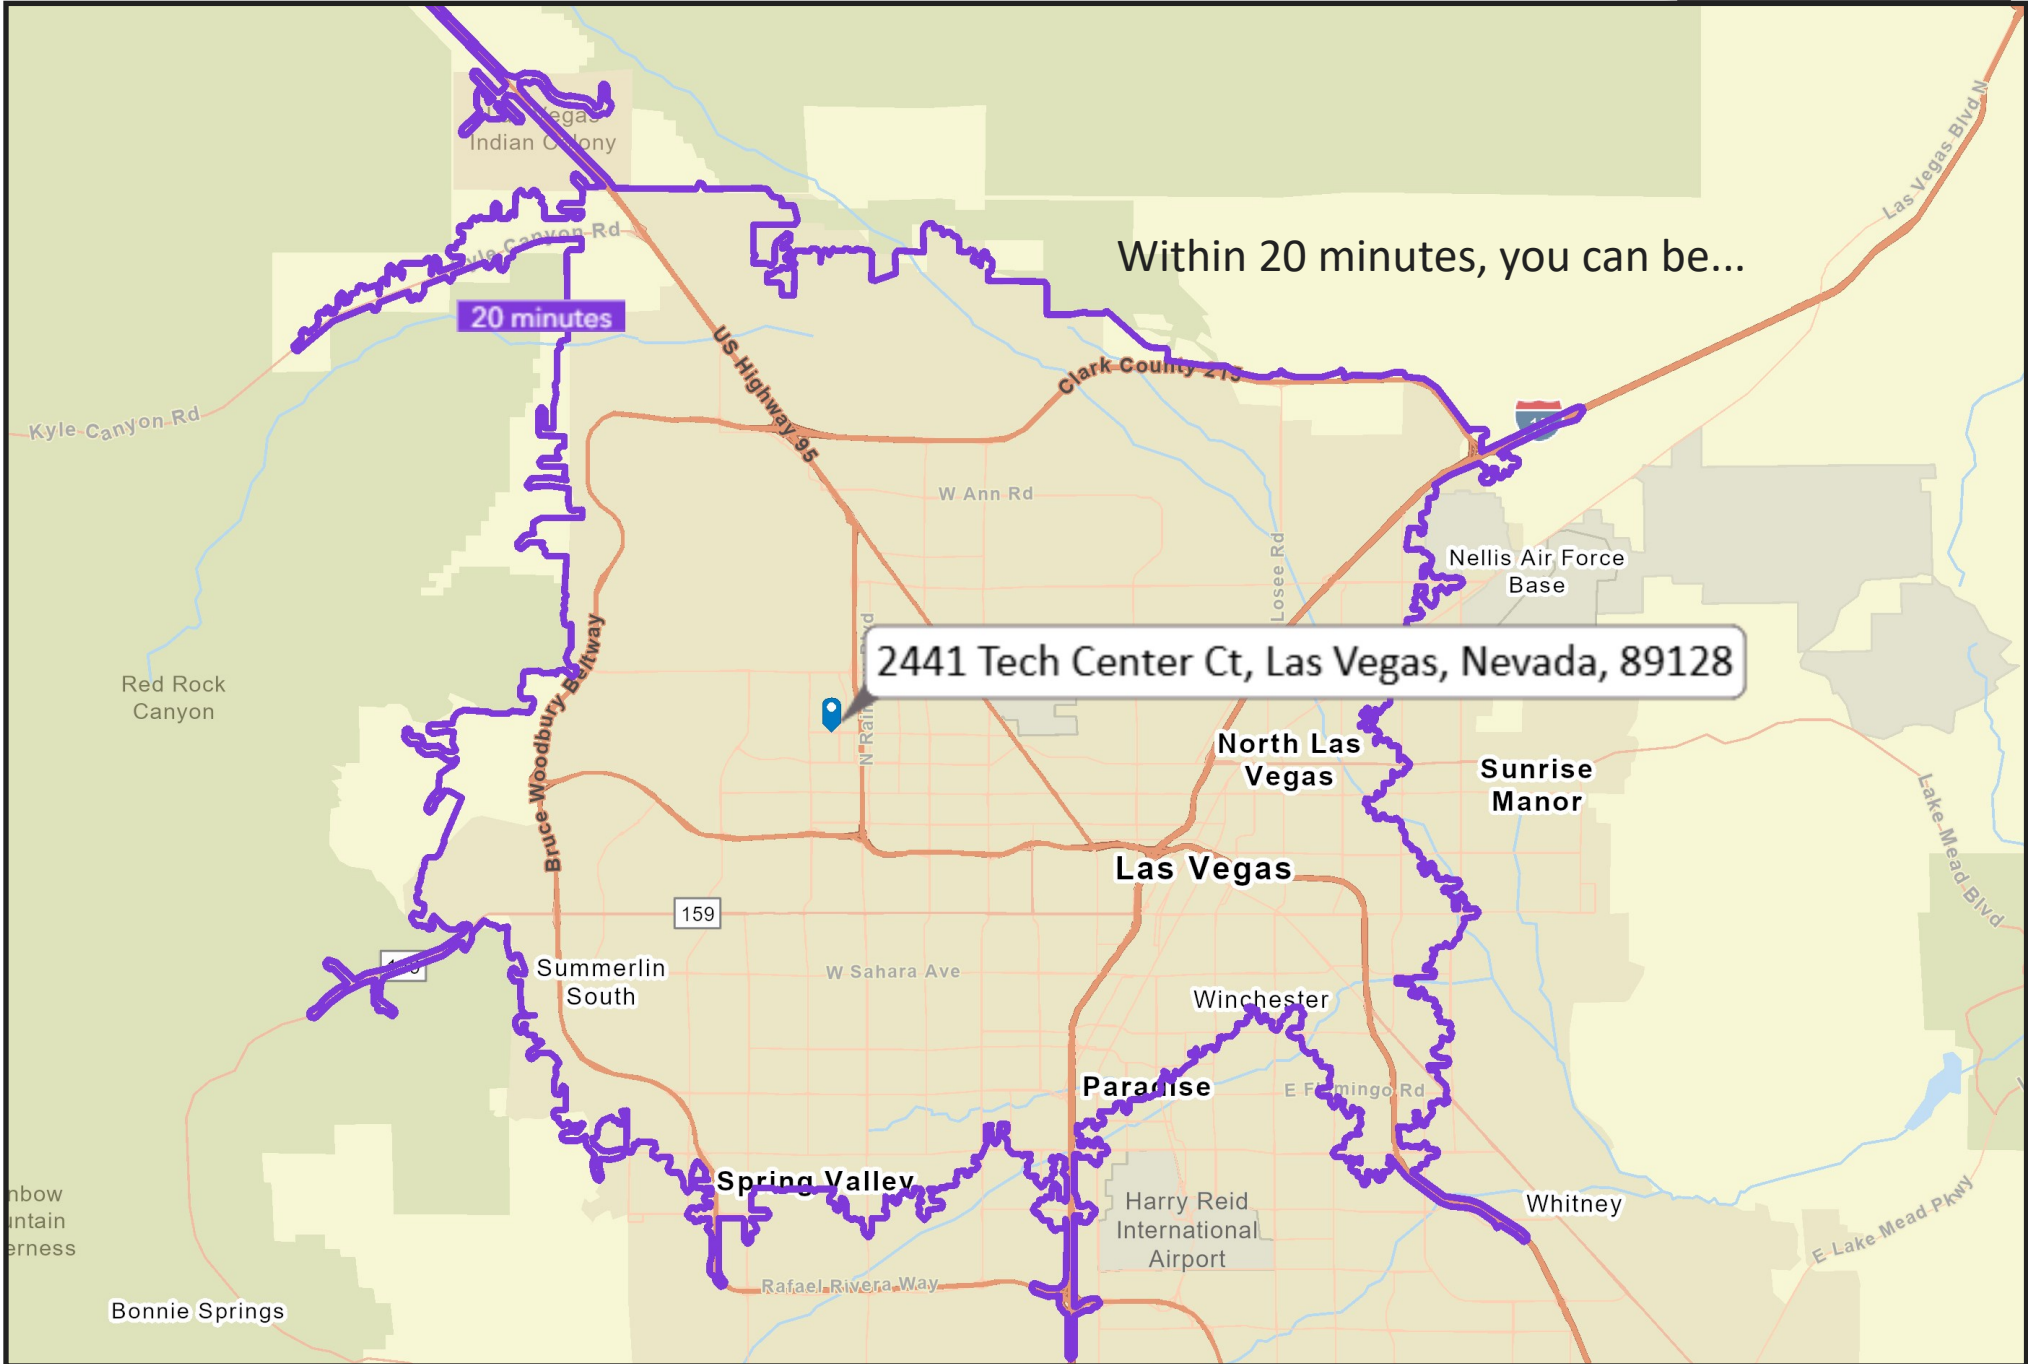 Vegas
Indian Colony
Kyle Canyon Rd
Within 20 minutes, you can be...
Las Vegas Blvd N
20 minutes
US Highway 95
Clark County 215
Kyle Canyon Rd
W Ann Rd
Nellis Air Force
Base
Losee Rd
2441 Tech Center Ct, Las Vegas, Nevada, 89128
Red Rock
Canyon
Bruce Woodbury Beltway
North Las
Vegas
Sunrise
Manor
Lake Mead Blvd
Las Vegas
159
Summerlin
South
W Sahara Ave
Winchester
Paradise
E Flamingo Rd
Spring Valley
Harry Reid
International
Airport
Whitney
E Lake Mead Pkwy
Rafael Rivera Way
Bonnie Springs